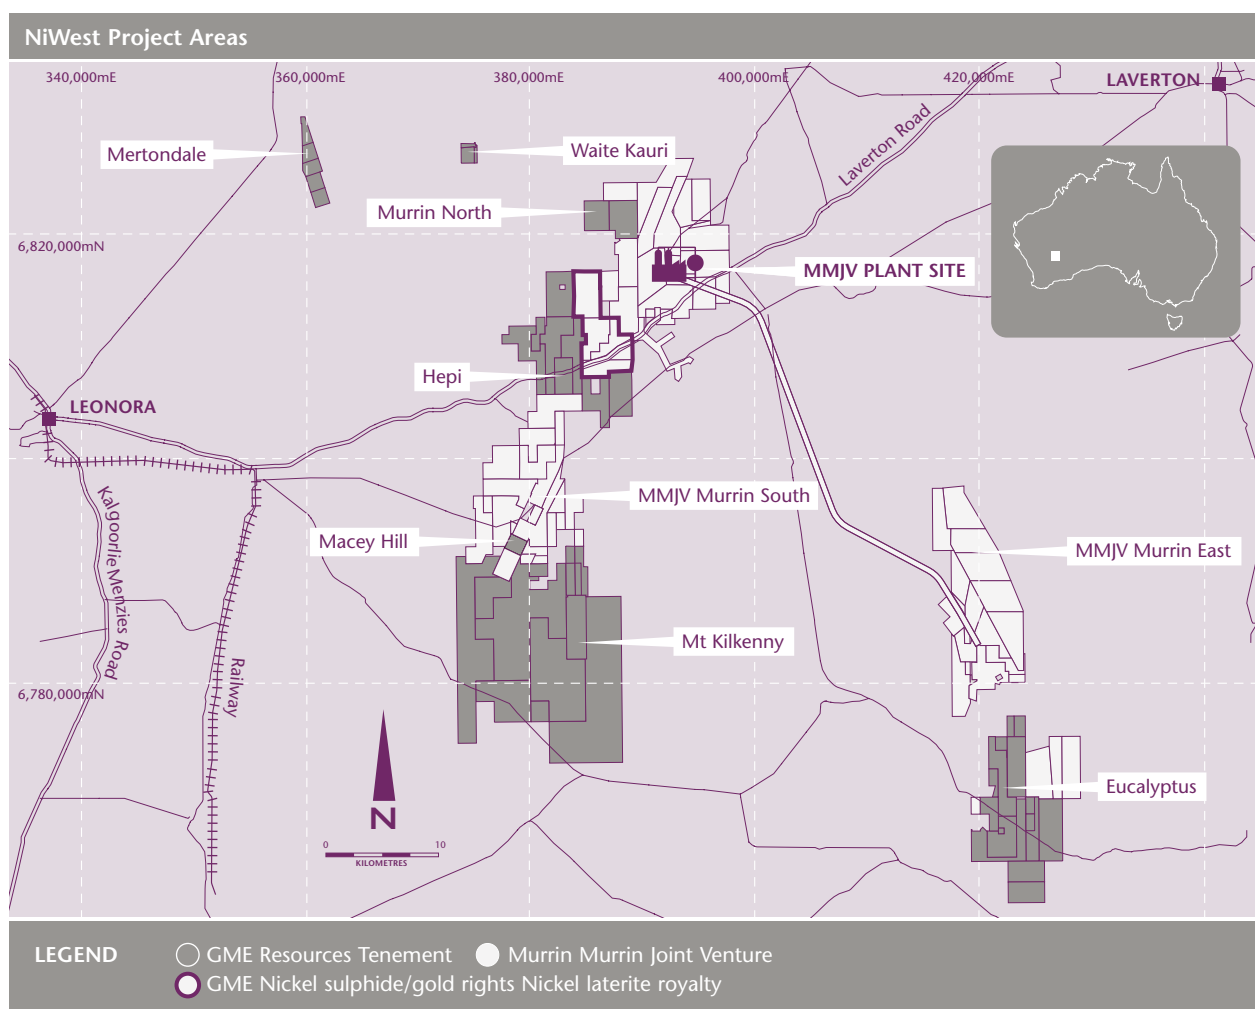 NiWest Project Areas
340,000mE
360,000mE
380,000mE
400,000mE
420,000mE
LAVERTON
Laverton Road
Mertondale
Waite Kauri
Murrin North
6,820,000mN
MMJV PLANT SITE
Hepi
LEONORA
MMJV Murrin South
Kalgoorlie Menzies Road
Macey Hill
MMJV Murrin East
Mt Kilkenny
Railway
6,780,000mN
Eucalyptus
N
0 10
KILOMETRES
LEGEND
GME Resources Tenement
Murrin Murrin Joint Venture
GME Nickel sulphide/gold rights Nickel laterite royalty